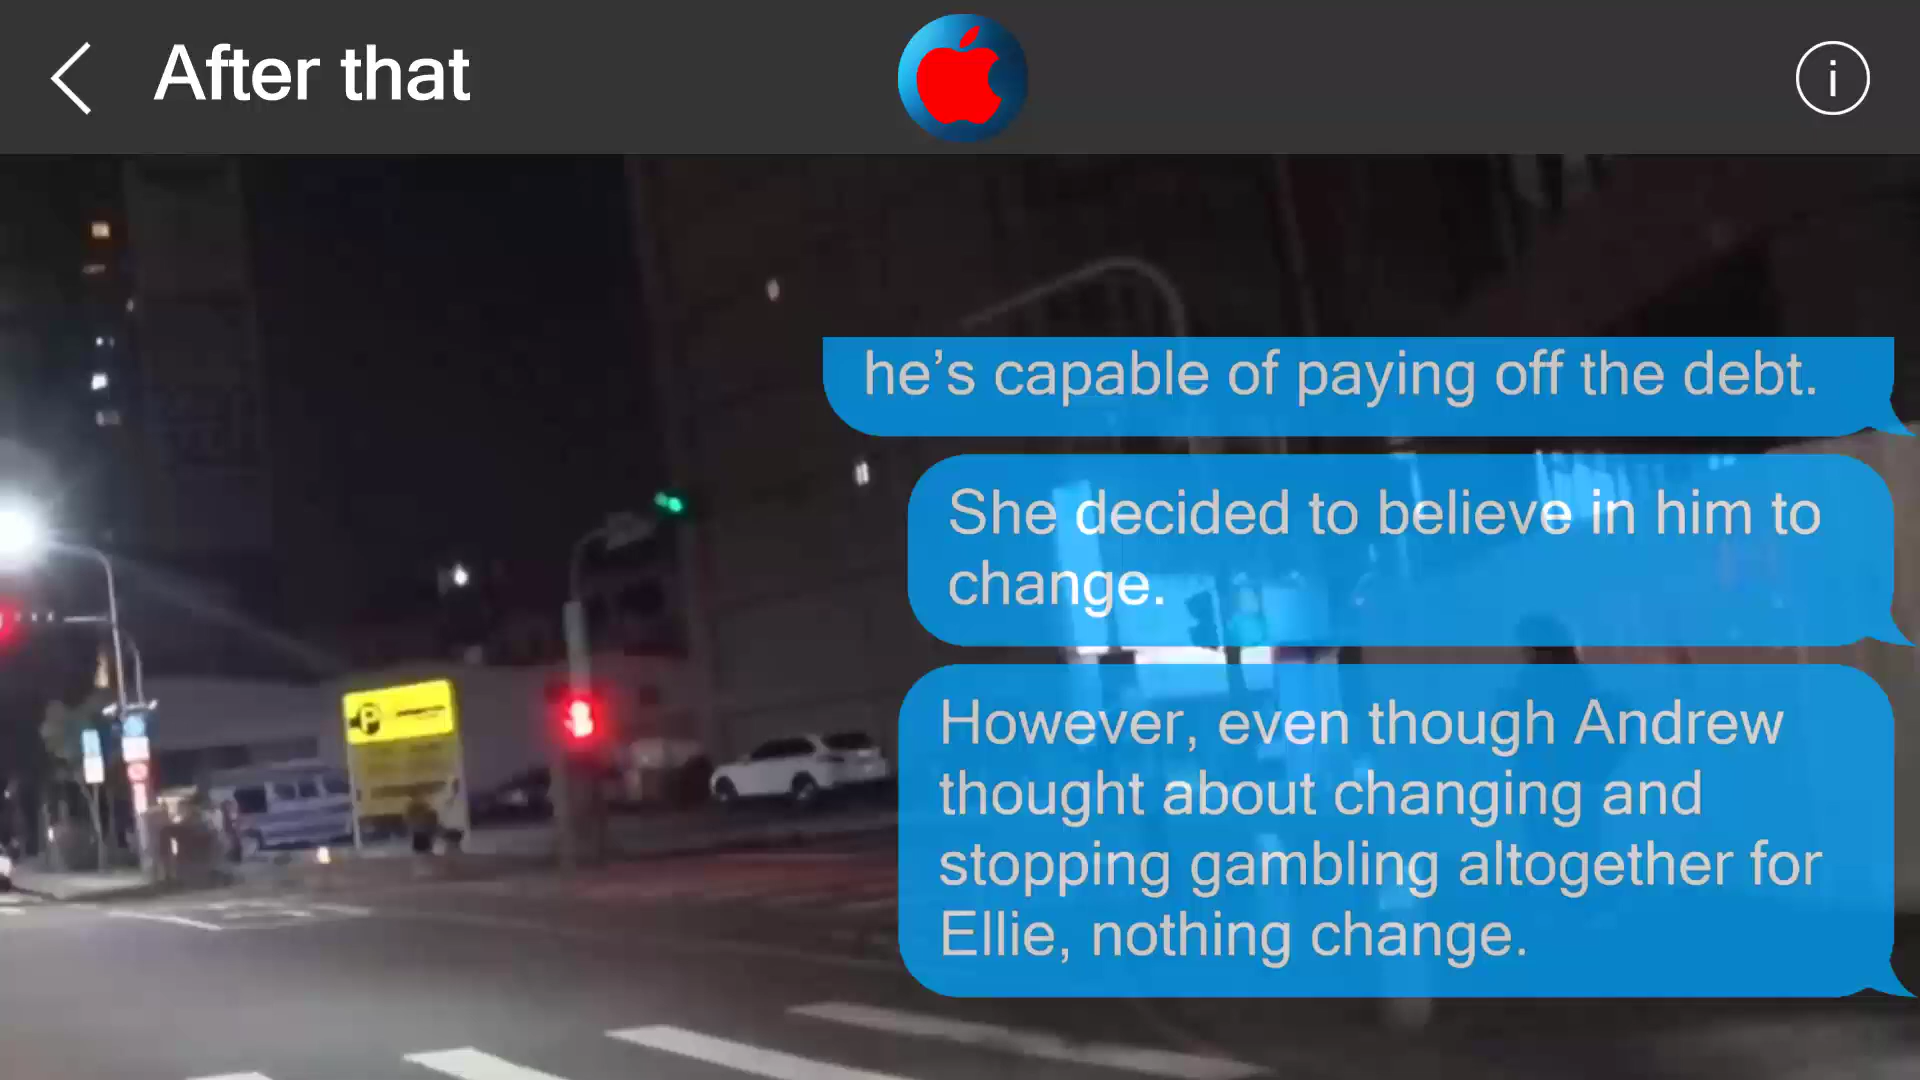 After that
he’s capable of paying off the debt.
She decided to believe in him to
change.
However, even though Andrew
thought about changing and
stopping gambling altogether for
Ellie, nothing change.
P